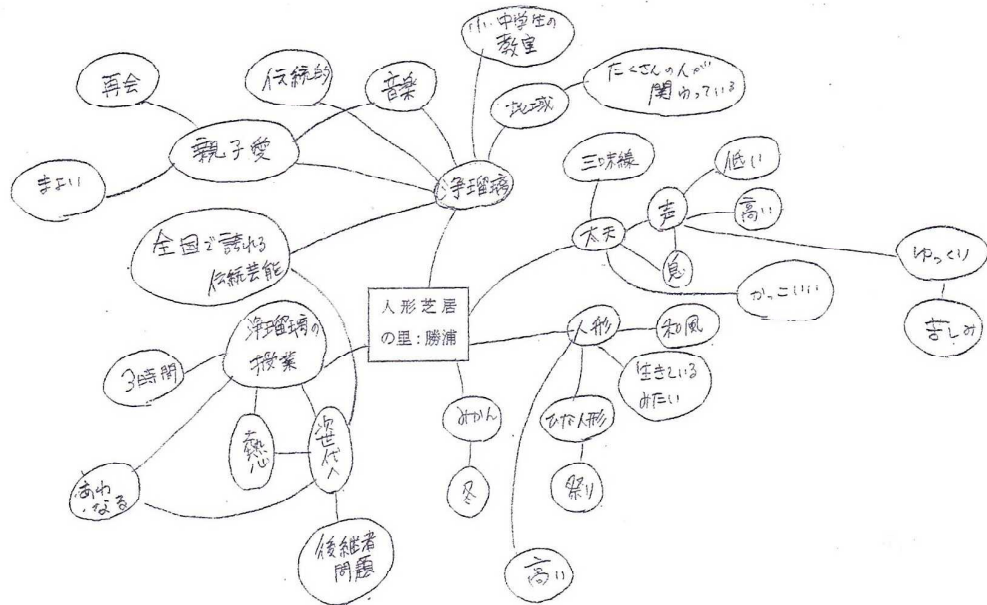 小・中学生の
教室
再会
伝統的
音楽
地域
たくさんの人が
関わっている
親子愛
まよい
浄瑠璃
三味線
低い
声
高い
太夫
息
ゆっくり
かっこいい
全国で誇れる
伝統芸能
人形芝居
の里:勝浦
人形
和風
生きている
みたい
浄瑠璃の
授業
3時間
みかん
ひな人形
熱心
次世代へ
冬
祭り
あわ
なる
後継者
問題
高い